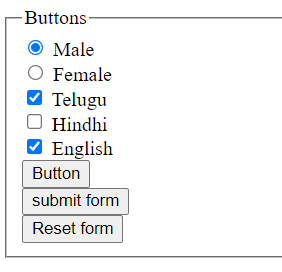 Buttons
Male
Female
Telugu
Hindhi
English
Button
submit form
Reset form